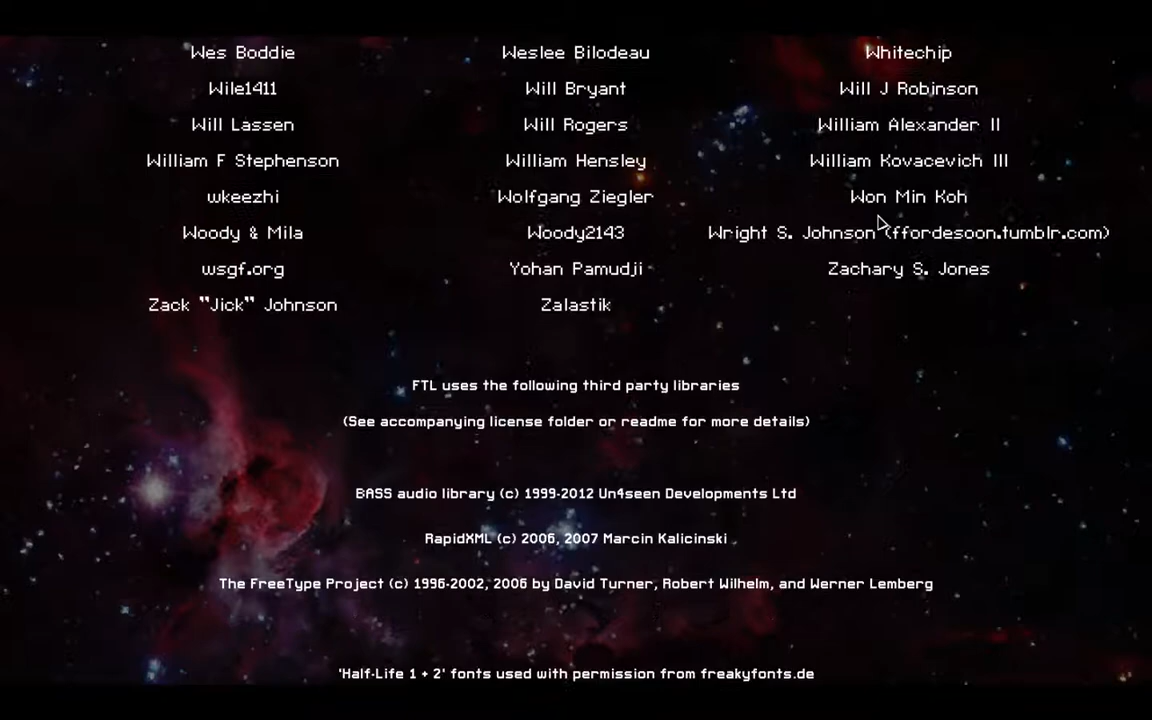 Wes Boddie Weslee Bilodeau Whitechip
Wile1411 Will Bryant Will J Robinson
Will Lassen Will Rogers William Alexander II
William F Stephenson William Hensley William Kovacevich III
wkeezhi Wolfgang Ziegler Won Min Koh
Woody & Mila Woody2143 Wright S. Johnson (ffordesoon.tumblr.com)
wsgf.org Yohan Pamudji Zachary S. Jones
Zack "Jick" Johnson Zalastik
FTL uses the following third party libraries
(See accompanying license folder or readme for more details)
BASS audio library (c) 1999-2012 Un4seen Developments Ltd
RapidXML (c) 2006, 2007 Marcin Kalicinski
The FreeType Project (c) 1996-2002, 2006 by David Turner, Robert Wilhelm, and Werner Lemberg
'Half-Life 1 + 2' fonts used with permission from freakyfonts.de